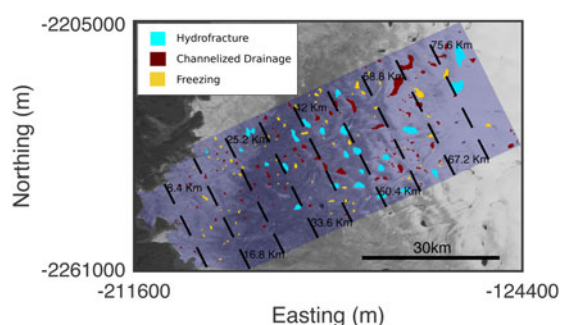 -2205000
Hydrofracture
Channelized Drainage
Freezing
75.6 Km
58.8 Km
42 Km
25.2 Km
8.4 Km
67.2 Km
50.4 Km
33.6 Km
16.8 Km
30km
Northing (m)
-2261000
-211600
-124400
Easting (m)